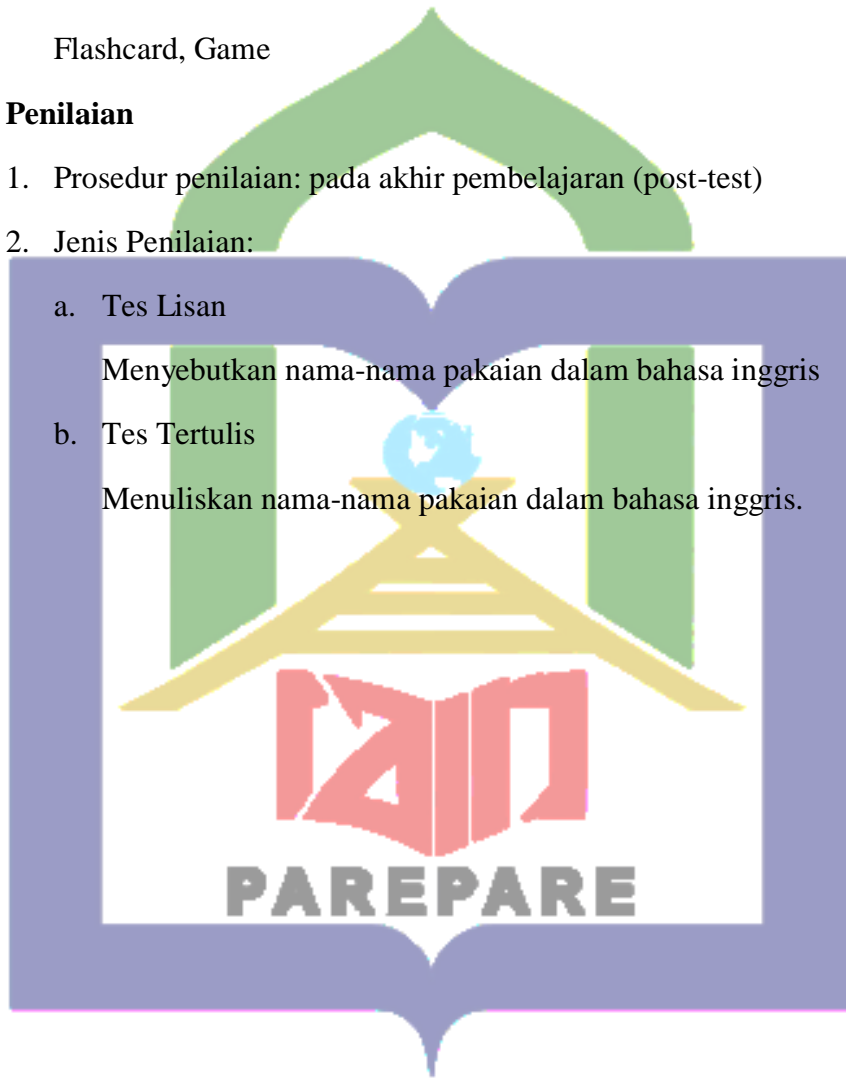 Flashcard, Game
Penilaian
1. Prosedur penilaian: pada akhir pembelajaran (post-test)
2. Jenis Penilaian:
a. Tes Lisan
Menyebutkan nama-nama pakaian dalam bahasa inggris
b. Tes Tertulis
Menuliskan nama-nama pakaian dalam bahasa inggris.
iain
PAREPARE